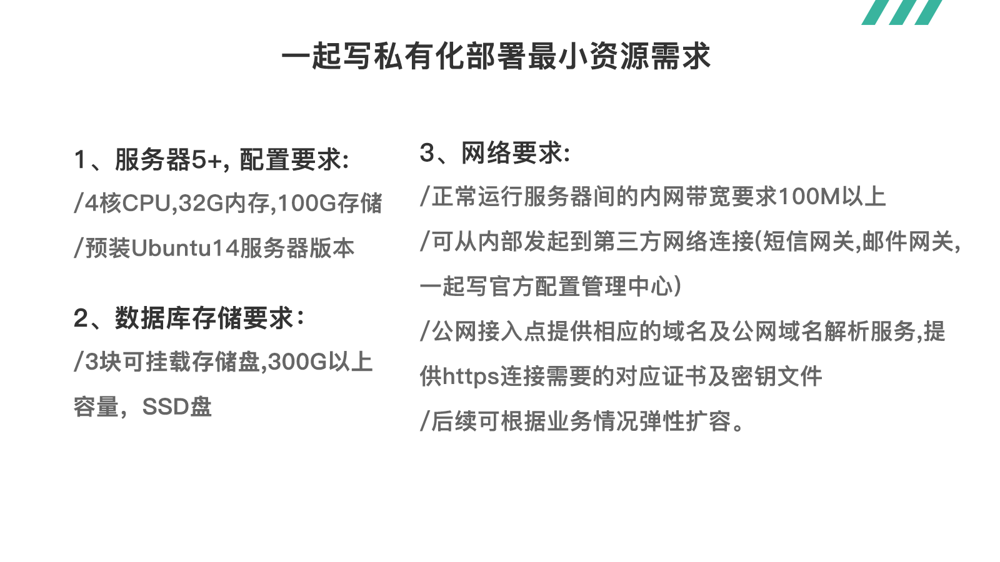 一起写私有化部署最小资源需求
1、服务器5+, 配置要求:
/4核CPU,32G内存,100G存储
/预装Ubuntu14服务器版本
2、数据库存储要求：
/3块可挂载存储盘,300G以上
容量，SSD盘
3、网络要求:
/正常运行服务器间的内网带宽要求100M以上
/可从内部发起到第三方网络连接(短信网关,邮件网关,
一起写官方配置管理中心)
/公网接入点提供相应的域名及公网域名解析服务,提
供https连接需要的对应证书及密钥文件
/后续可根据业务情况弹性扩容。